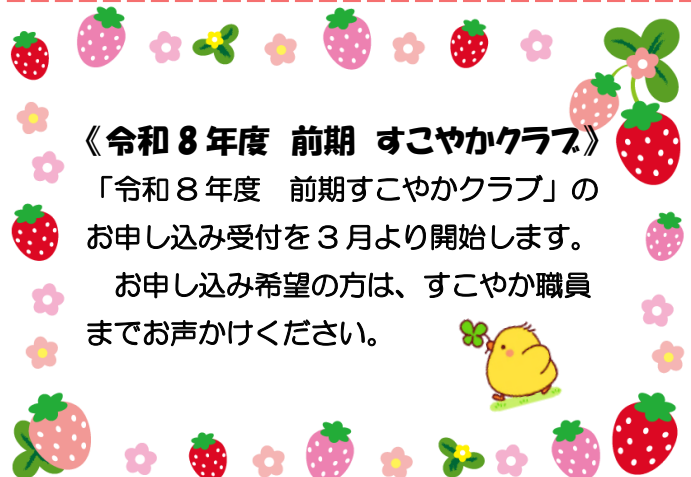 《令和８年度　前期　すこやかクラブ》
「令和８年度　前期すこやかクラブ」の
お申し込み受付を３月より開始します。
　お申し込み希望の方は、すこやか職員
までお声かけください。